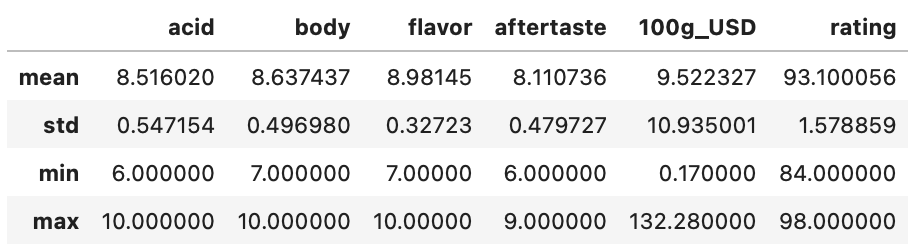 acid body flavor aftertaste 100g_USD rating
mean 8.516020 8.637437 8.98145 8.110736 9.522327 93.100056
std 0.547154 0.496980 0.32723 0.479727 10.935001 1.578859
min 6.000000 7.000000 7.00000 6.000000 0.170000 84.000000
max 10.000000 10.000000 10.00000 9.000000 132.280000 98.000000